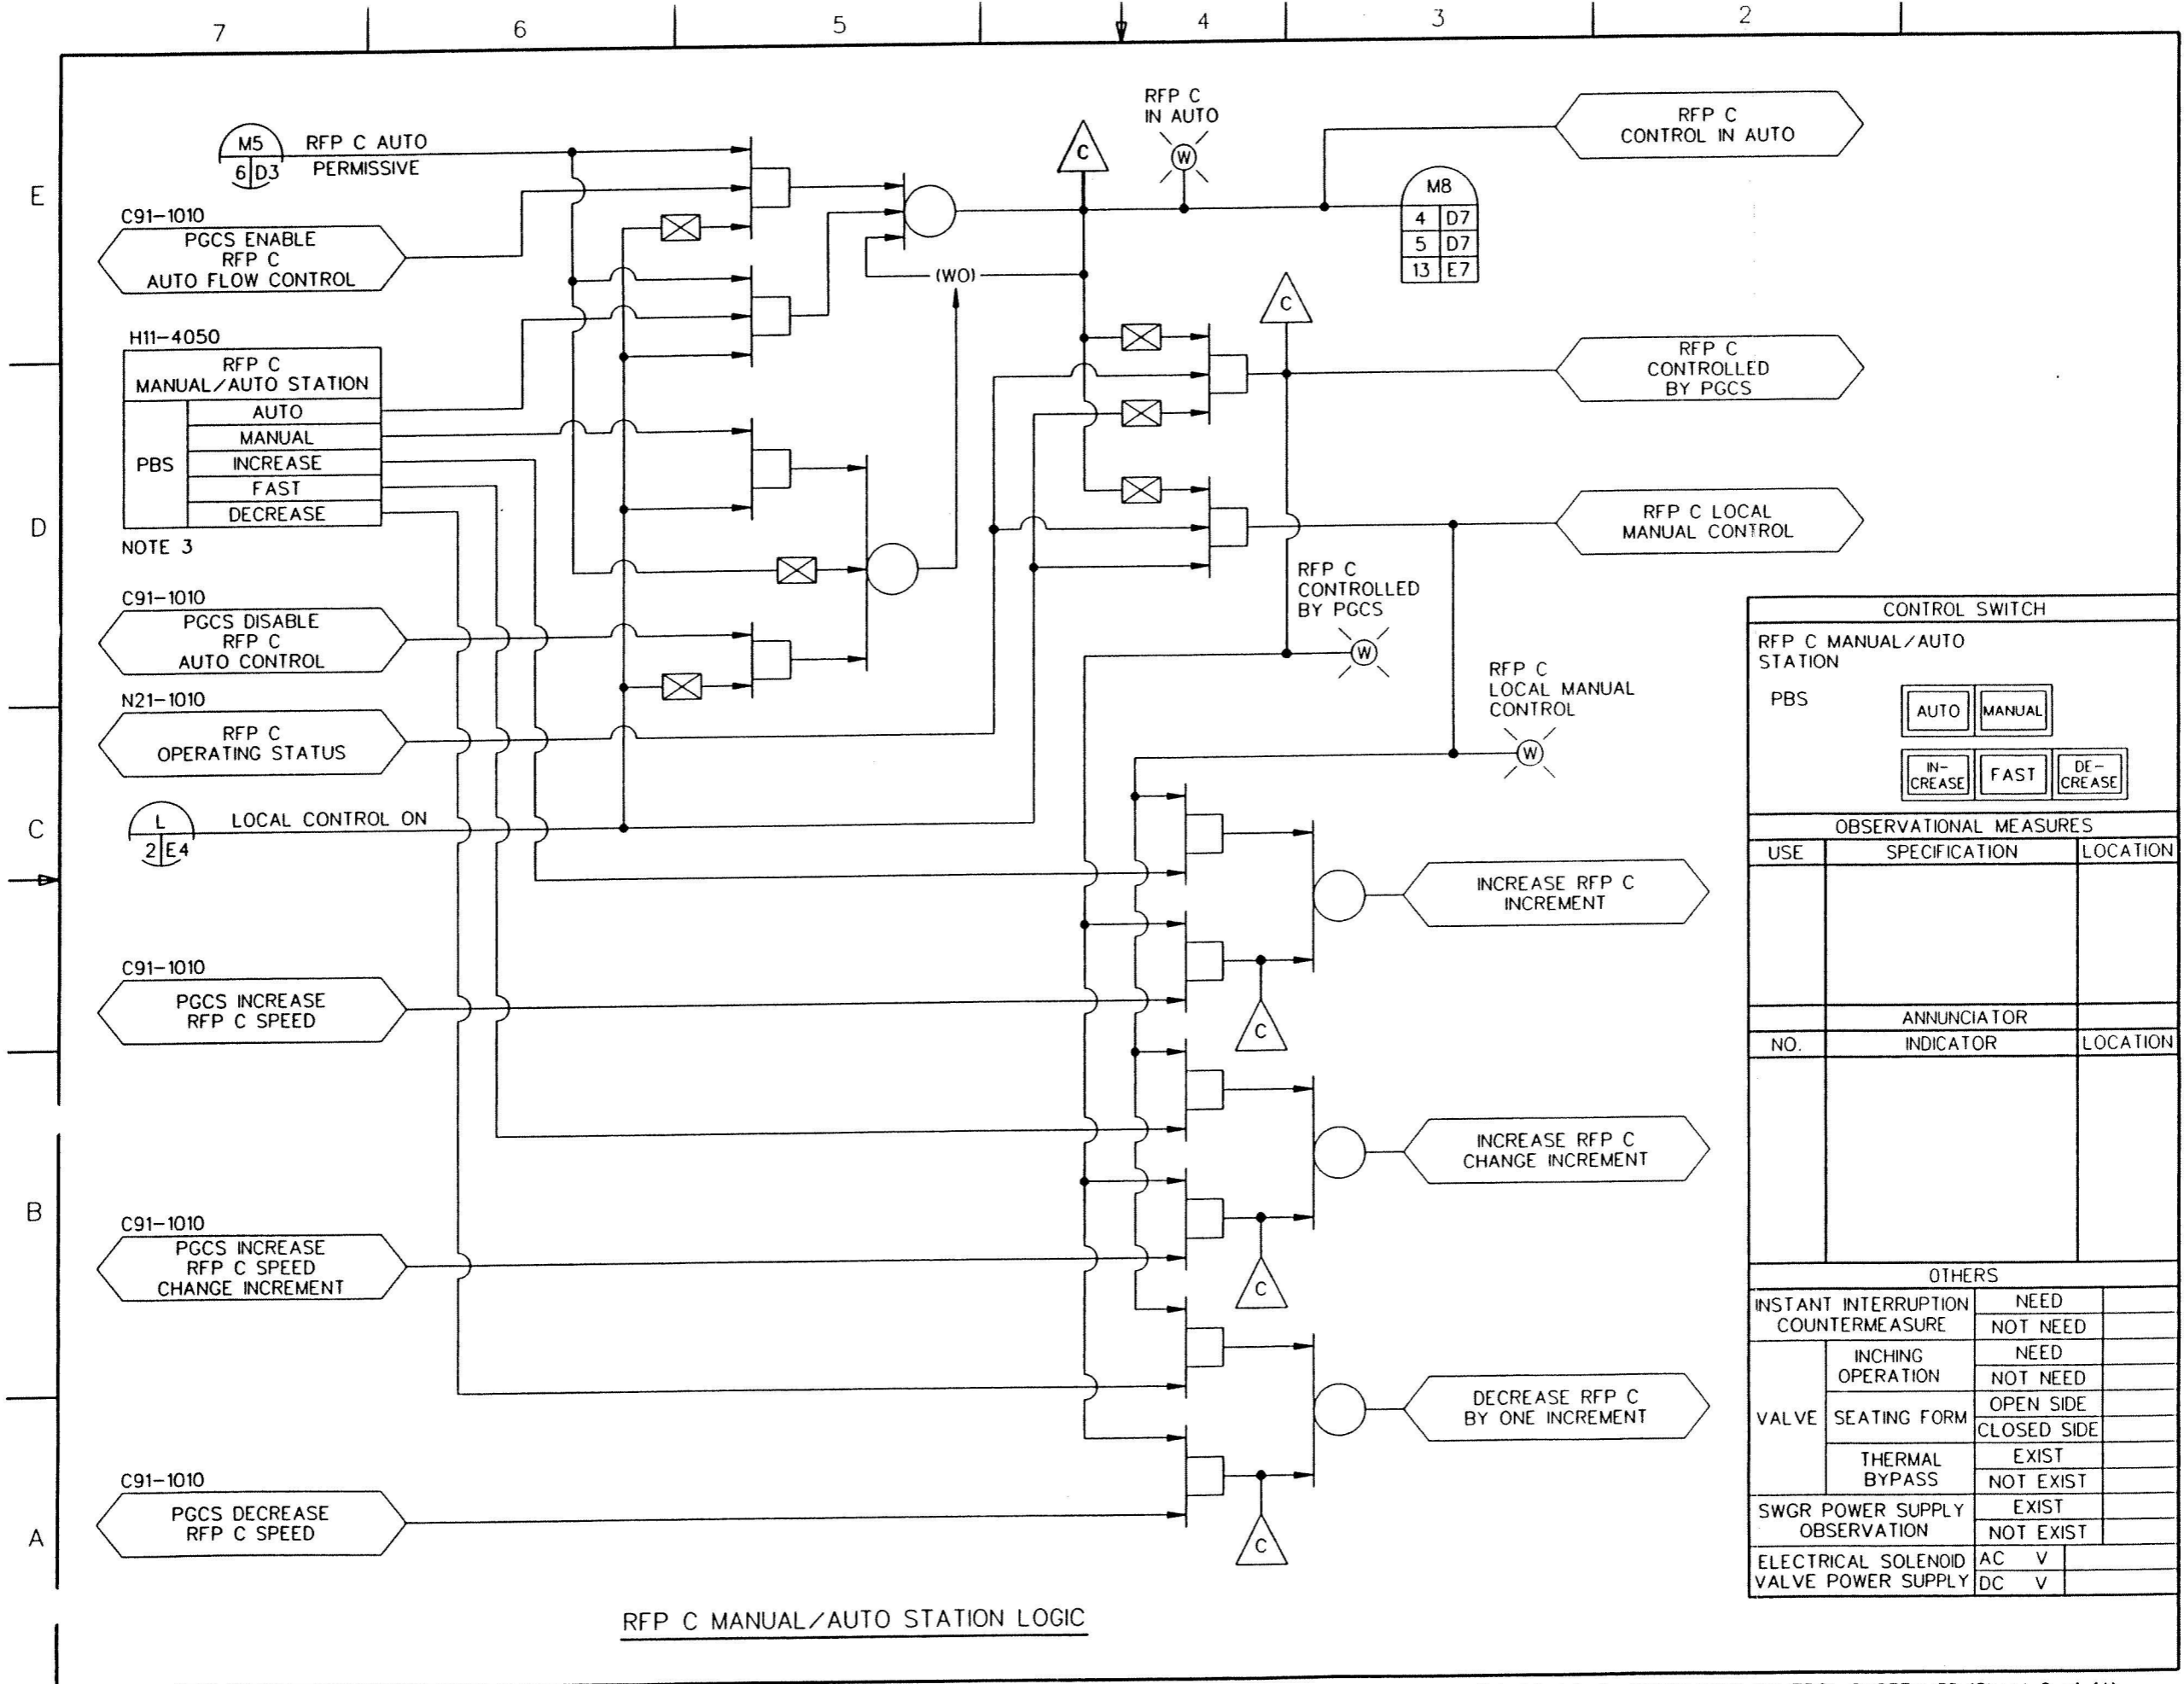 7 6 5 4 3 2
E
D
C
B
A
M5
6 D3
RFP C AUTO
PERMISSIVE
C91-1010
PGCS ENABLE
RFP C
AUTO FLOW CONTROL
H11-4050
RFP C
MANUAL/AUTO STATION
PBS
AUTO
MANUAL
INCREASE
FAST
DECREASE
NOTE 3
C91-1010
PGCS DISABLE
RFP C
AUTO CONTROL
N21-1010
RFP C
OPERATING STATUS
L
2 E4
LOCAL CONTROL ON
C91-1010
PGCS INCREASE
RFP C SPEED
C91-1010
PGCS INCREASE
RFP C SPEED
CHANGE INCREMENT
C91-1010
PGCS DECREASE
RFP C SPEED
(WO)
C
RFP C
IN AUTO
W
RFP C
CONTROL IN AUTO
M8
4 D7
5 D7
13 E7
C
RFP C
CONTROLLED
BY PGCS
RFP C LOCAL
MANUAL CONTROL
RFP C
CONTROLLED
BY PGCS
W
RFP C
LOCAL MANUAL
CONTROL
W
INCREASE RFP C
INCREMENT
C
INCREASE RFP C
CHANGE INCREMENT
C
DECREASE RFP C
BY ONE INCREMENT
C
CONTROL SWITCH
RFP C MANUAL/AUTO
STATION
PBS
AUTO MANUAL
IN-
CREASE
FAST
DE-
CREASE
OBSERVATIONAL MEASURES
USE SPECIFICATION LOCATION
ANNUNCIATOR
NO. INDICATOR LOCATION
OTHERS
INSTANT INTERRUPTION
COUNTERMEASURE
NEED
NOT NEED
VALVE
INCHING
OPERATION
NEED
NOT NEED
SEATING FORM
OPEN SIDE
CLOSED SIDE
THERMAL
BYPASS
EXIST
NOT EXIST
SWGR POWER SUPPLY
OBSERVATION
EXIST
NOT EXIST
ELECTRICAL SOLENOID
VALVE POWER SUPPLY
AC V
DC V
RFP C MANUAL/AUTO STATION LOGIC